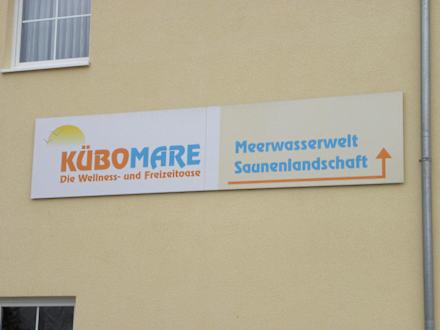 KÜBOMARE
Die Wellness- und Freizeitoase
Meerwasserwelt
Saunenlandschaft